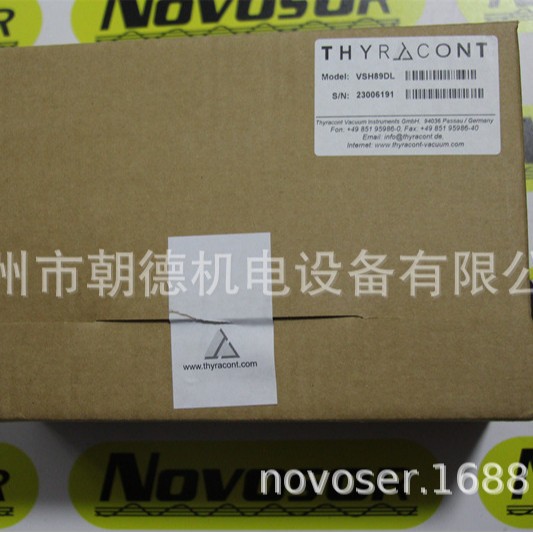 NOVOSOR
THYRACONT
Model: VSH89DL
S/N: 23006191
Thyracont Vacuum Instruments GmbH, 94036 Passau / Germany
Fon: +49 851 95986-0, Fax: +49 851 95986-40
Email: info@thyracont.de,
Internet: www.thyracont-vacuum.com
州市朝德机电设备有限公
www.thyracont.com
NOVOSOR
novoser.1688